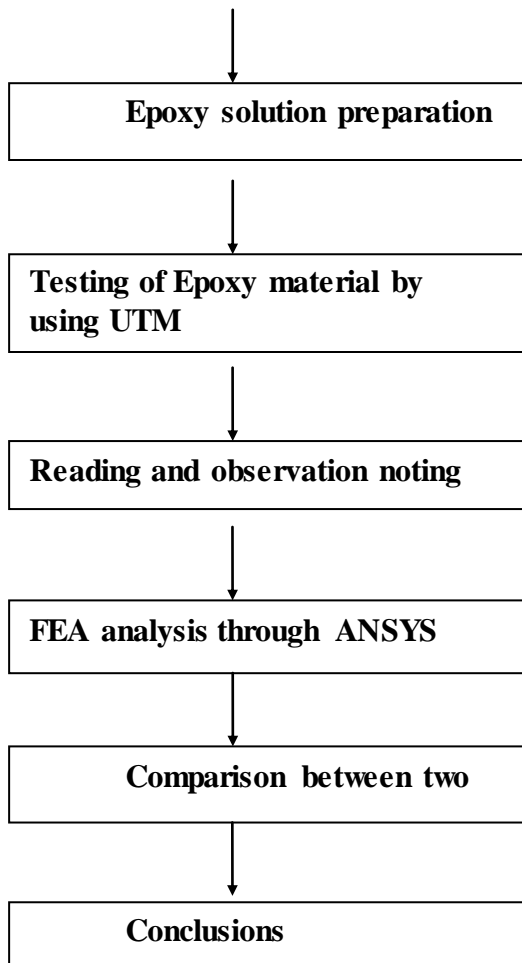 Epoxy solution preparation
Testing of Epoxy material by
using UTM
Reading and observation noting
FEA analysis through ANSYS
Comparison between two
Conclusions